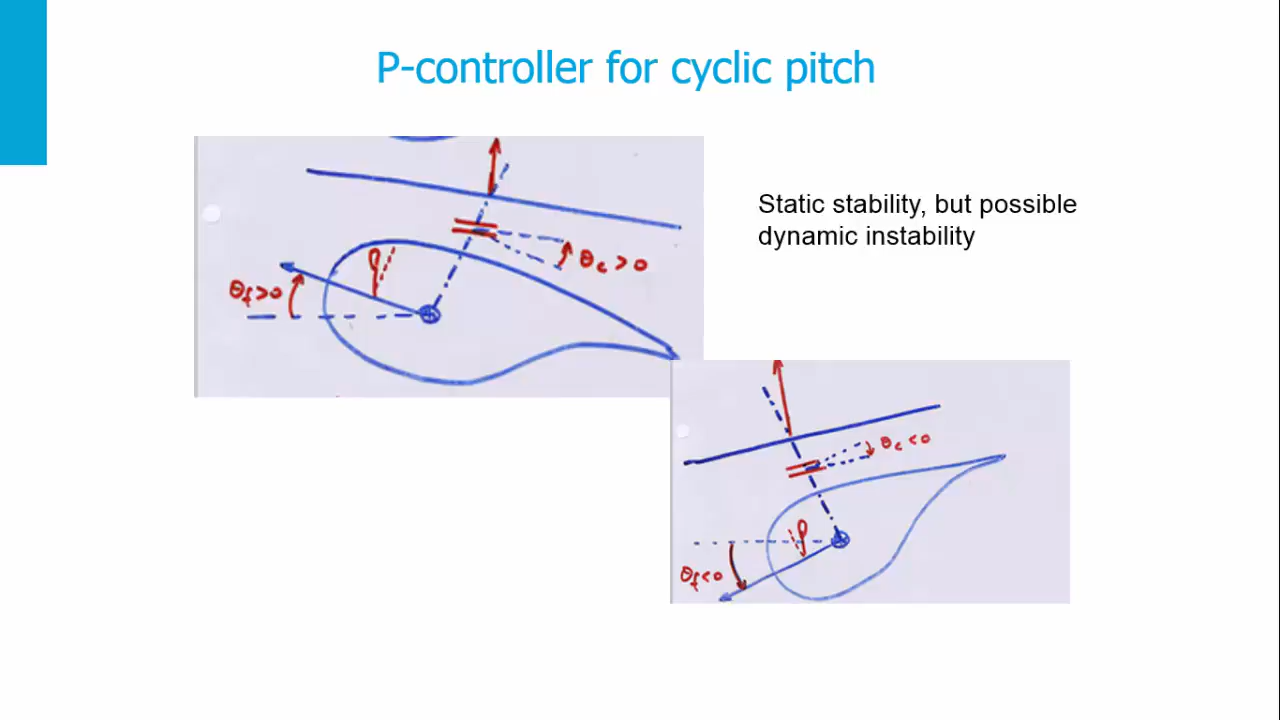 P-controller for cyclic pitch
Static stability, but possible
dynamic instability
θc>0
θf>0
θc<0
θf<0